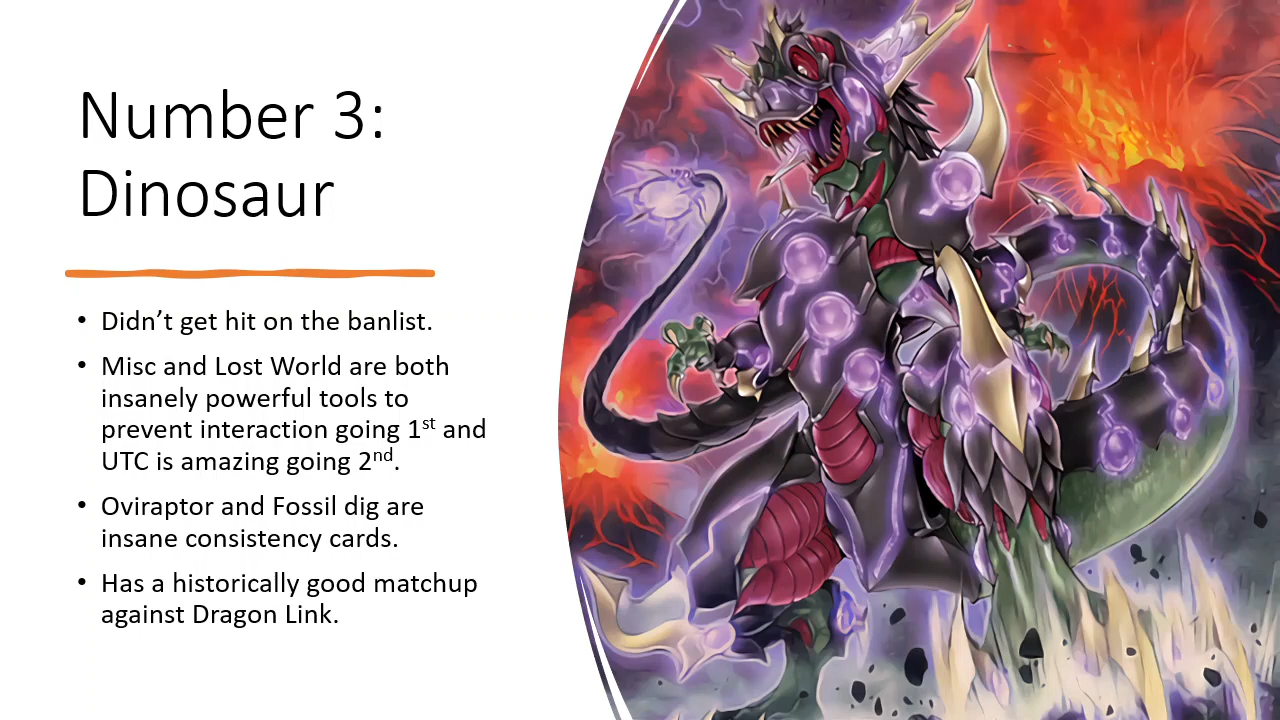 Number 3:
Dinosaur
• Didn’t get hit on the banlist.
• Misc and Lost World are both
insanely powerful tools to
prevent interaction going 1st and
UTC is amazing going 2nd.
• Oviraptor and Fossil dig are
insane consistency cards.
• Has a historically good matchup
against Dragon Link.